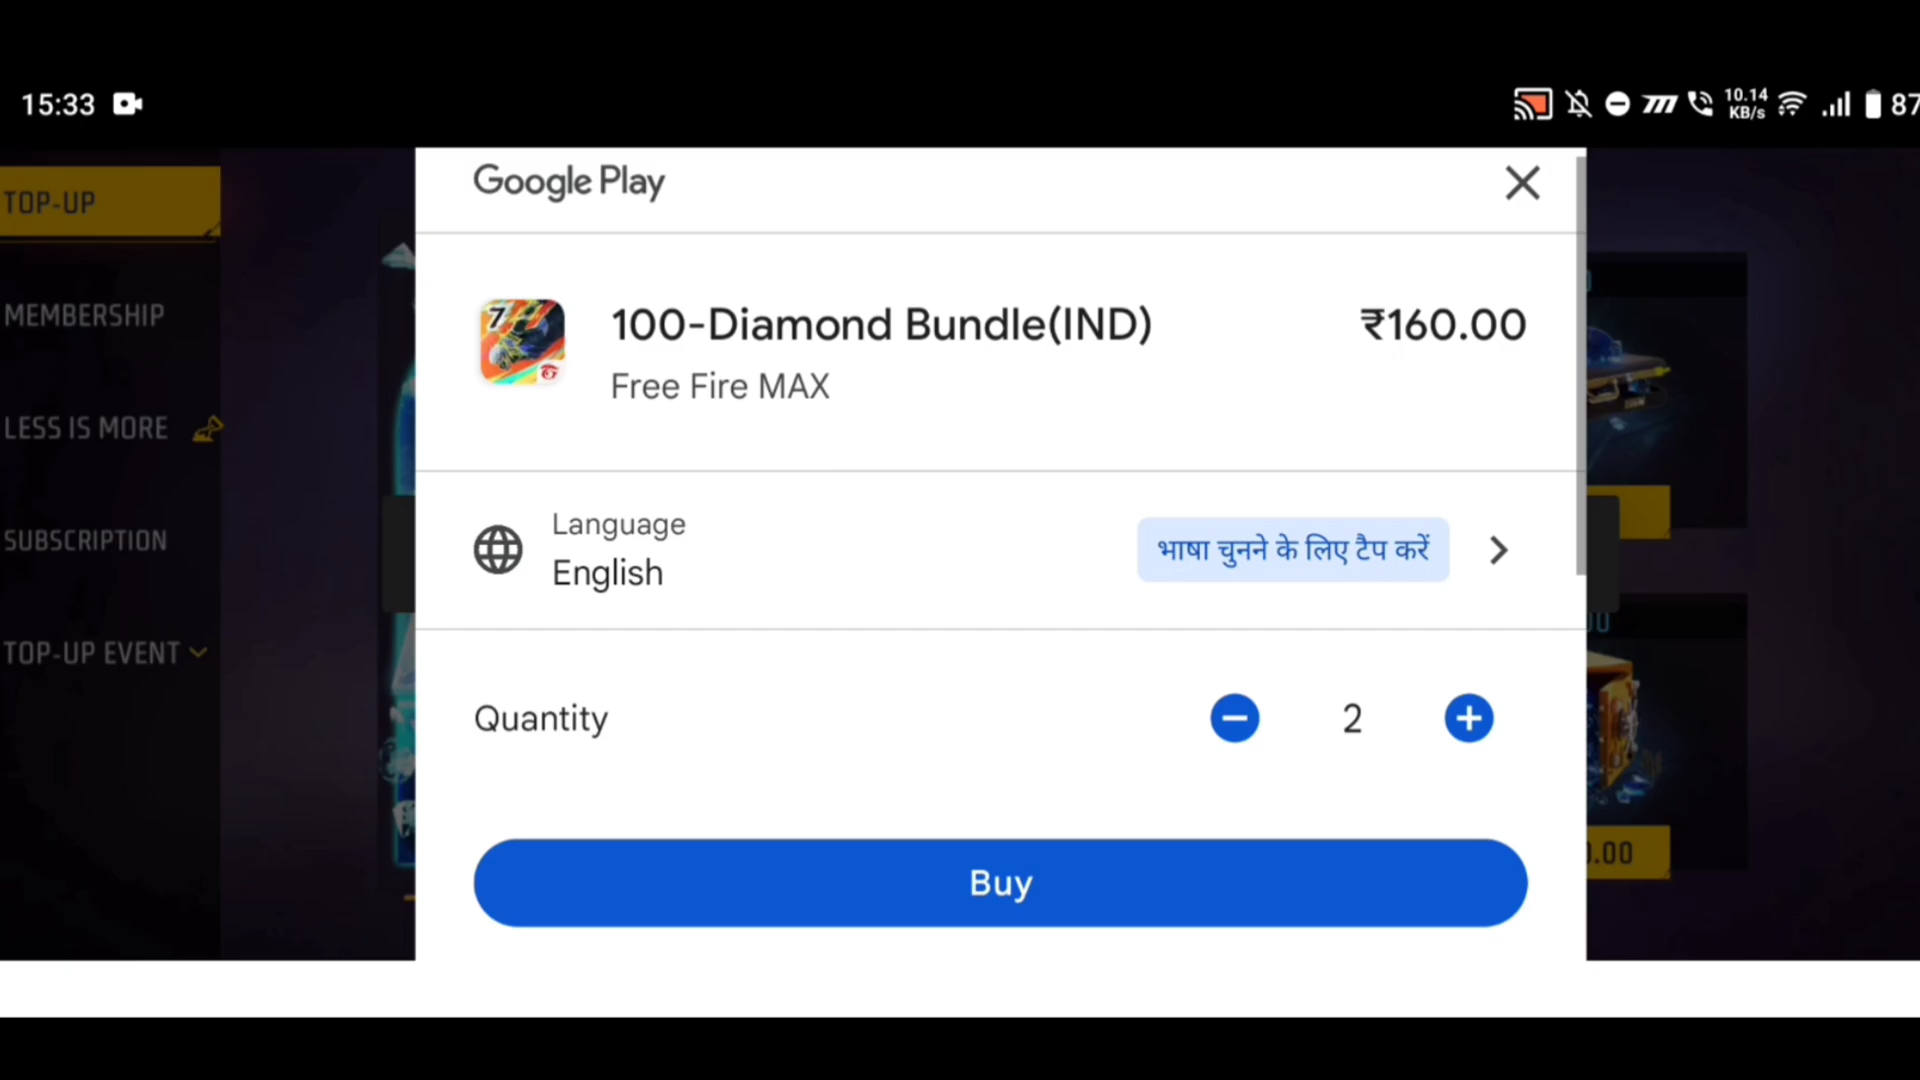 15:33
10.14
KB/s
87
Google Play
TOP-UP
MEMBERSHIP
LESS IS MORE
SUBSCRIPTION
TOP-UP EVENT
7
100-Diamond Bundle(IND)
₹160.00
Free Fire MAX
Language
English
भाषा चुनने के लिए टैप करें
Quantity
2
Buy
.00